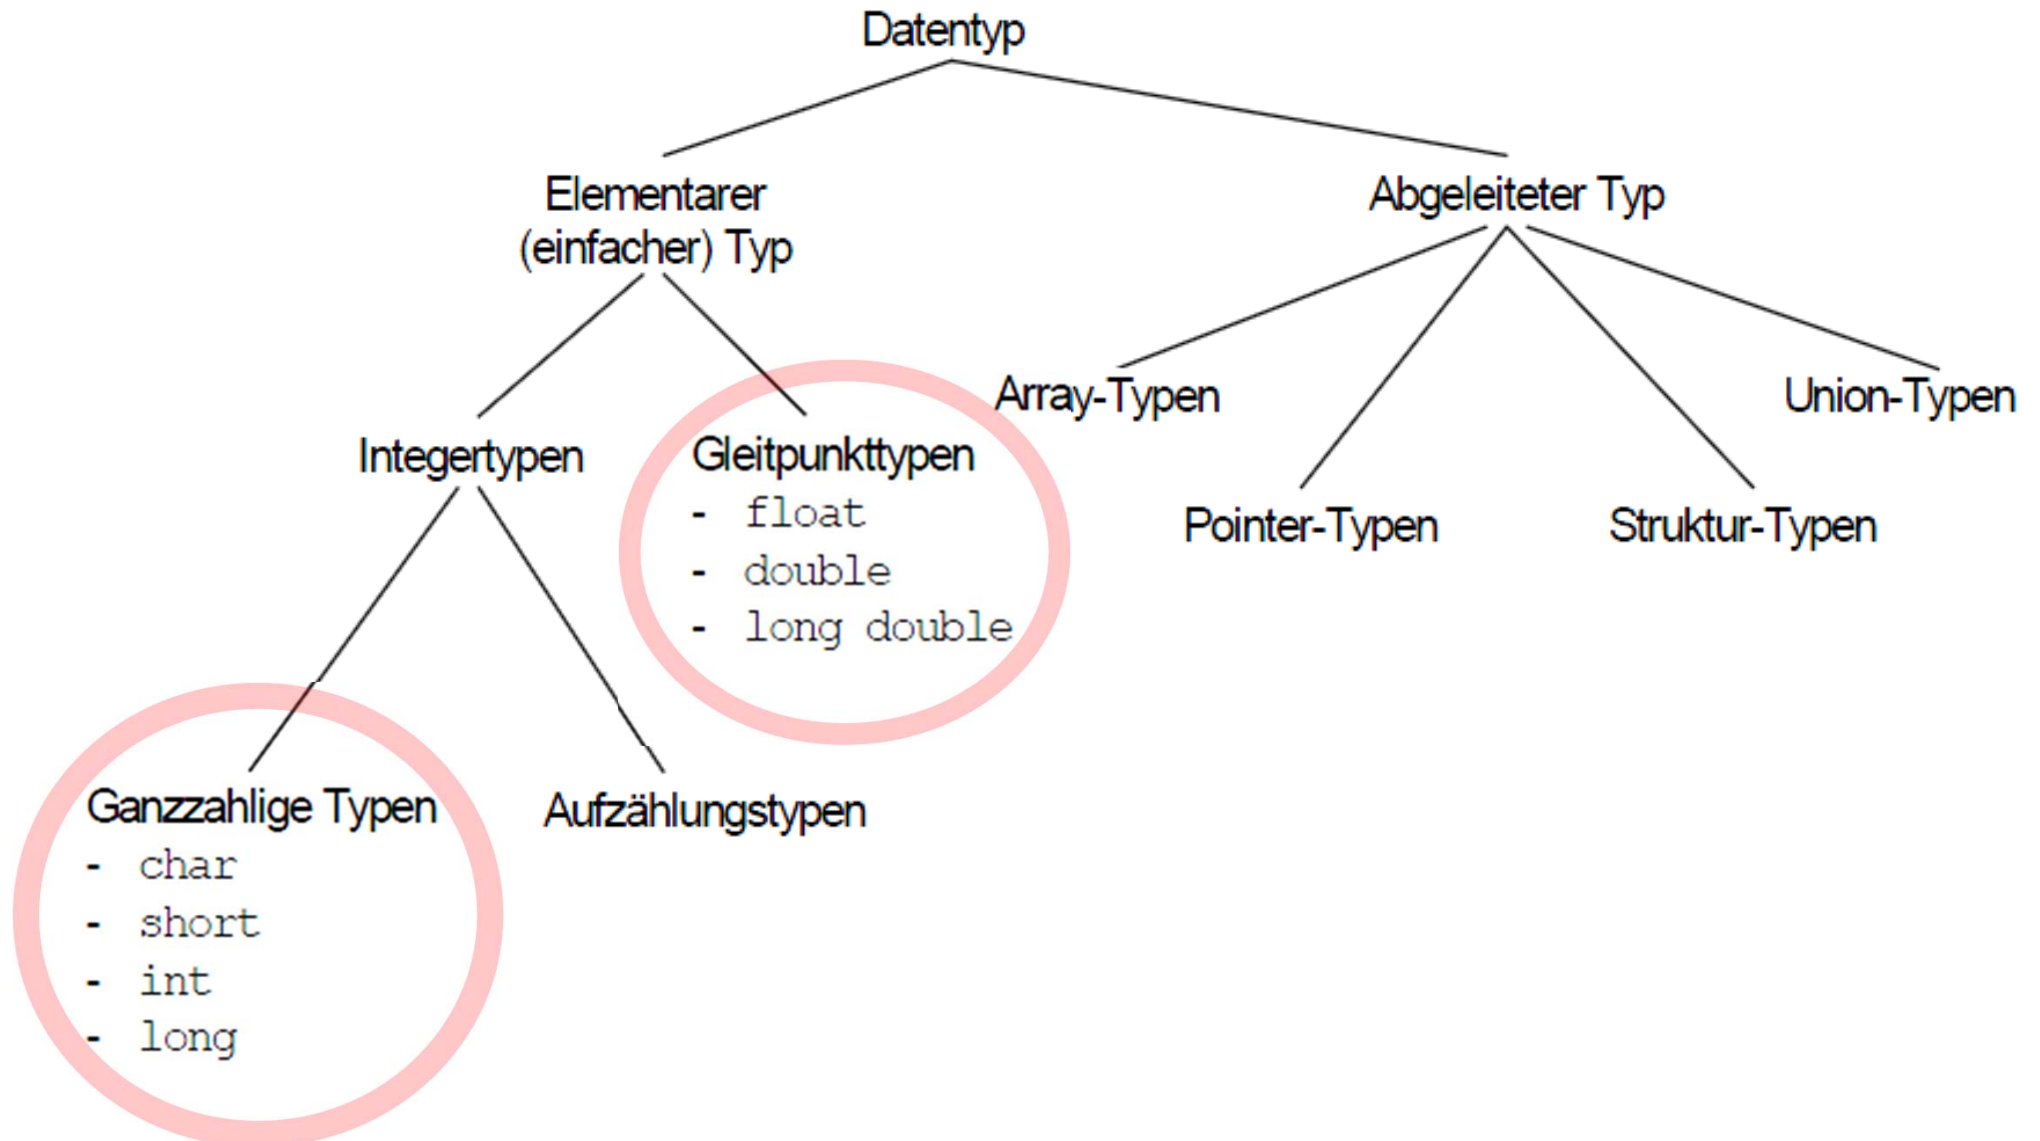 Datentyp
Elementarer
(einfacher) Typ
Abgeleiteter Typ
Array-Typen
Union-Typen
Integertypen
Gleitpunkttypen
- float
- double
- long double
Pointer-Typen
Struktur-Typen
Ganzzahlige Typen
- char
- short
- int
- long
Aufzählungstypen